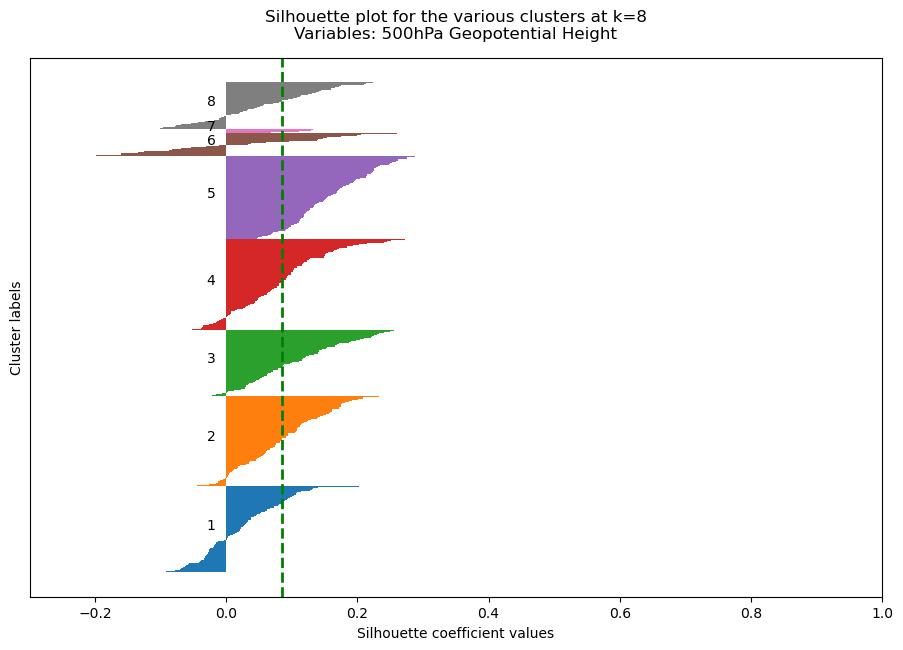 Silhouette plot for the various clusters at k=8
Variables: 500hPa Geopotential Height
8
7
6
5
4
3
2
1
Cluster labels
−0.2 0.0 0.2 0.4 0.6 0.8 1.0
Silhouette coefficient values